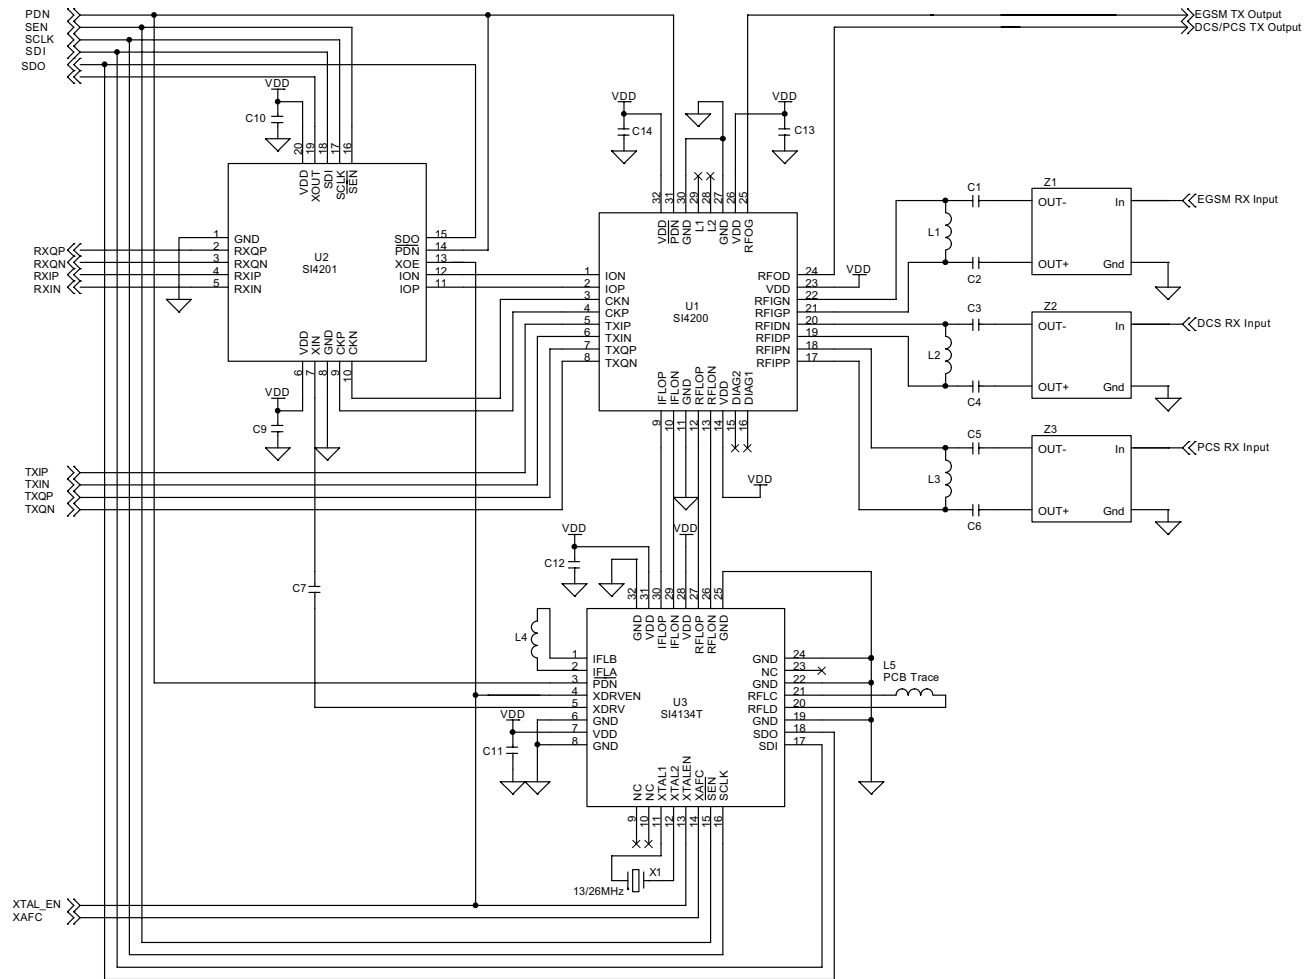 PDN
SEN
SCLK
SDI
SDO
EGSM TX Output
DCS/PCS TX Output
VDD
C10
20
19
18
17
16
VDD
XOUT
SDI
SCLK
SEN
VDD
C14
VDD
C13
32
31
30
29
28
27
26
25
VDD
PDN
GND
L1
L2
GND
VDD
RFOG
RXQP
RXQN
RXIP
RXIN
1
2
3
4
5
GND
RXQP
RXQN
RXIP
RXIN
U2
SI4201
SDO
PDN
XOE
ION
IOP
15
14
13
12
11
VDD
XIN
GND
CKP
CKN
6
7
8
9
10
VDD
C9
1
2
3
4
5
6
7
8
ION
IOP
CKN
CKP
TXIP
TXIN
TXQP
TXQN
U1
SI4200
RFOD
VDD
RFIGN
RFIGP
RFIDN
RFIDP
RFIPN
RFIPP
24
23
22
21
20
19
18
17
VDD
IFLOP
IFLON
GND
RFLOP
RFLON
VDD
DIAG2
DIAG1
9
10
11
12
13
14
15
16
VDD
C1
L1
C2
Z1
OUT-
In
OUT+
Gnd
EGSM RX Input
C3
L2
C4
Z2
OUT-
In
OUT+
Gnd
DCS RX Input
C5
L3
C6
Z3
OUT-
In
OUT+
Gnd
PCS RX Input
TXIP
TXIN
TXQP
TXQN
C7
VDD
C12
VDD
32
31
30
29
28
27
26
25
GND
VDD
IFLOP
IFLON
VDD
RFLOP
RFLON
GND
L4
1
2
3
4
5
6
7
8
IFLB
IFLA
PDN
XDRVEN
XDRV
GND
VDD
GND
VDD
C11
U3
SI4134T
GND
NC
GND
RFLC
RFLD
GND
SDO
SDI
24
23
22
21
20
19
18
17
L5
PCB Trace
NC
NC
XTAL1
XTAL2
XTALEN
XAFC
SEN
SCLK
9
10
11
12
13
14
15
16
X1
13/26MHz
XTAL_EN
XAFC